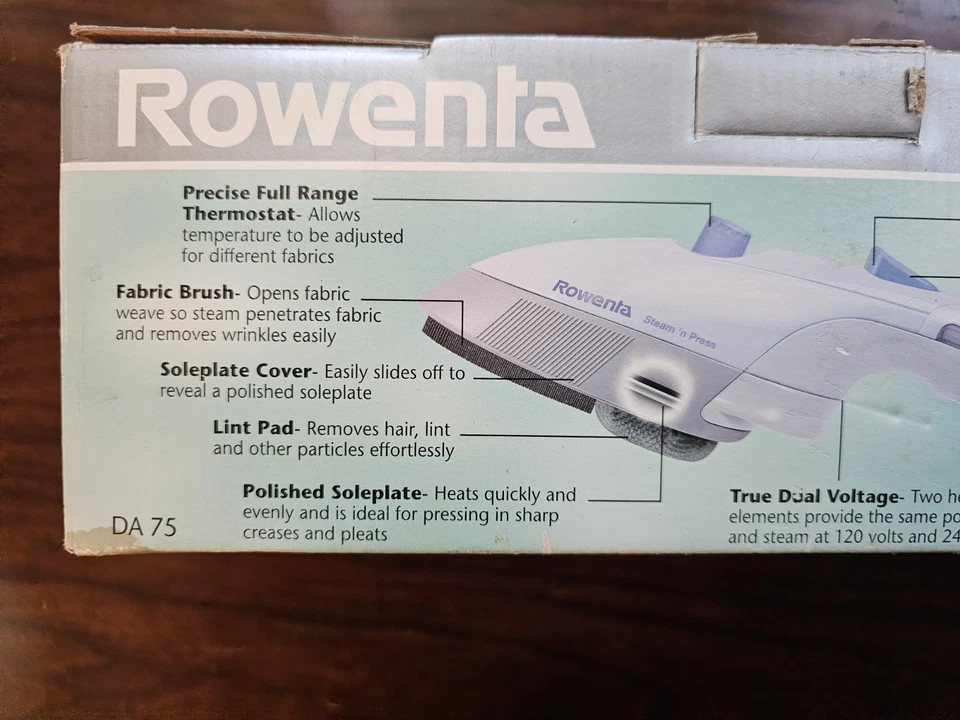 Rowenta
Precise Full Range
Thermostat- Allows
temperature to be adjusted
for different fabrics
Fabric Brush- Opens fabric
weave so steam penetrates fabric
and removes wrinkles easily
Soleplate Cover- Easily slides off to
reveal a polished soleplate
Lint Pad- Removes hair, lint
and other particles effortlessly
Polished Soleplate- Heats quickly and
evenly and is ideal for pressing in sharp
creases and pleats
DA 75
Rowenta
Steam 'n Press
True Dual Voltage- Two
elements provide the same
and steam at 120 volts and